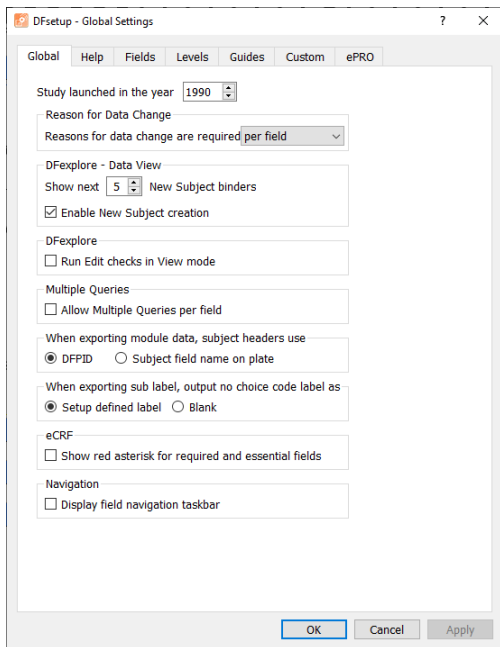 DFsetup - Global Settings ? X
Global Help Fields Levels Guides Custom ePRO
Study launched in the year 1990
Reason for Data Change
Reasons for data change are required per field
DFexplore - Data View
Show next 5 New Subject binders
Enable New Subject creation
DFexplore
Run Edit checks in View mode
Multiple Queries
Allow Multiple Queries per field
When exporting module data, subject headers use
DFPID Subject field name on plate
When exporting sub label, output no choice code label as
Setup defined label Blank
eCRF
Show red asterisk for required and essential fields
Navigation
Display field navigation taskbar
OK Cancel Apply